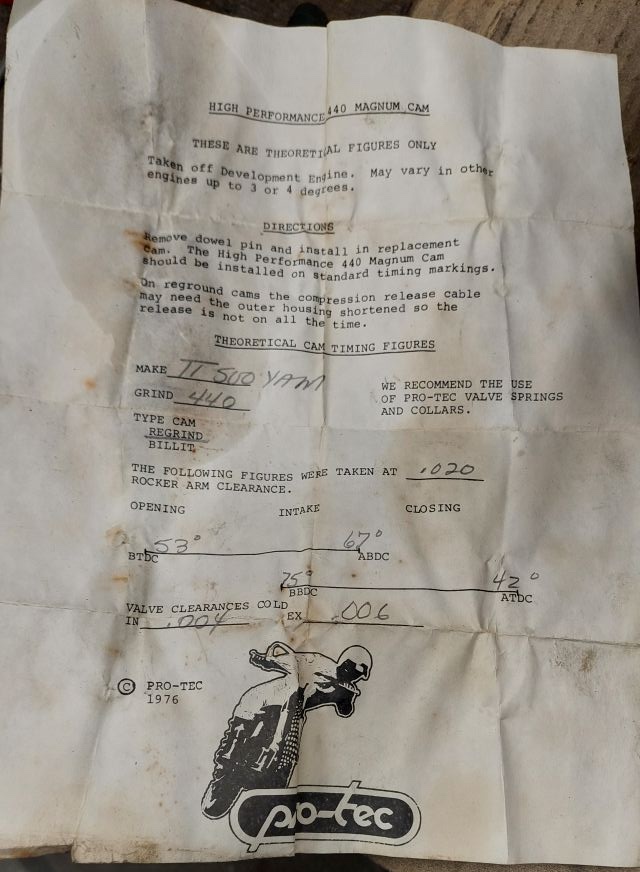 HIGH PERFORMANCE 440 MAGNUM CAM
THESE ARE THEORETICAL FIGURES ONLY
Taken off Development Engine. May vary in other
engines up to 3 or 4 degrees.
DIRECTIONS
Remove dowel pin and install in replacement
cam. The High Performance 440 Magnum Cam
should be installed on standard timing markings.
On reground cams the compression release cable
may need the outer housing shortened so the
release is not on all the time.
THEORETICAL CAM TIMING FIGURES
MAKE TT 500 YAM
GRIND 440
WE RECOMMEND THE USE
OF PRO-TEC VALVE SPRINGS
AND COLLARS.
TYPE CAM
REGRIND
BILLIT
THE FOLLOWING FIGURES WERE TAKEN AT .020
ROCKER ARM CLEARANCE.
OPENING INTAKE CLOSING
53° 67°
BTDC ABDC
75° 42°
BBDC ATDC
VALVE CLEARANCES COLD
IN .004 EX .006
© PRO-TEC
1976
pro-tec